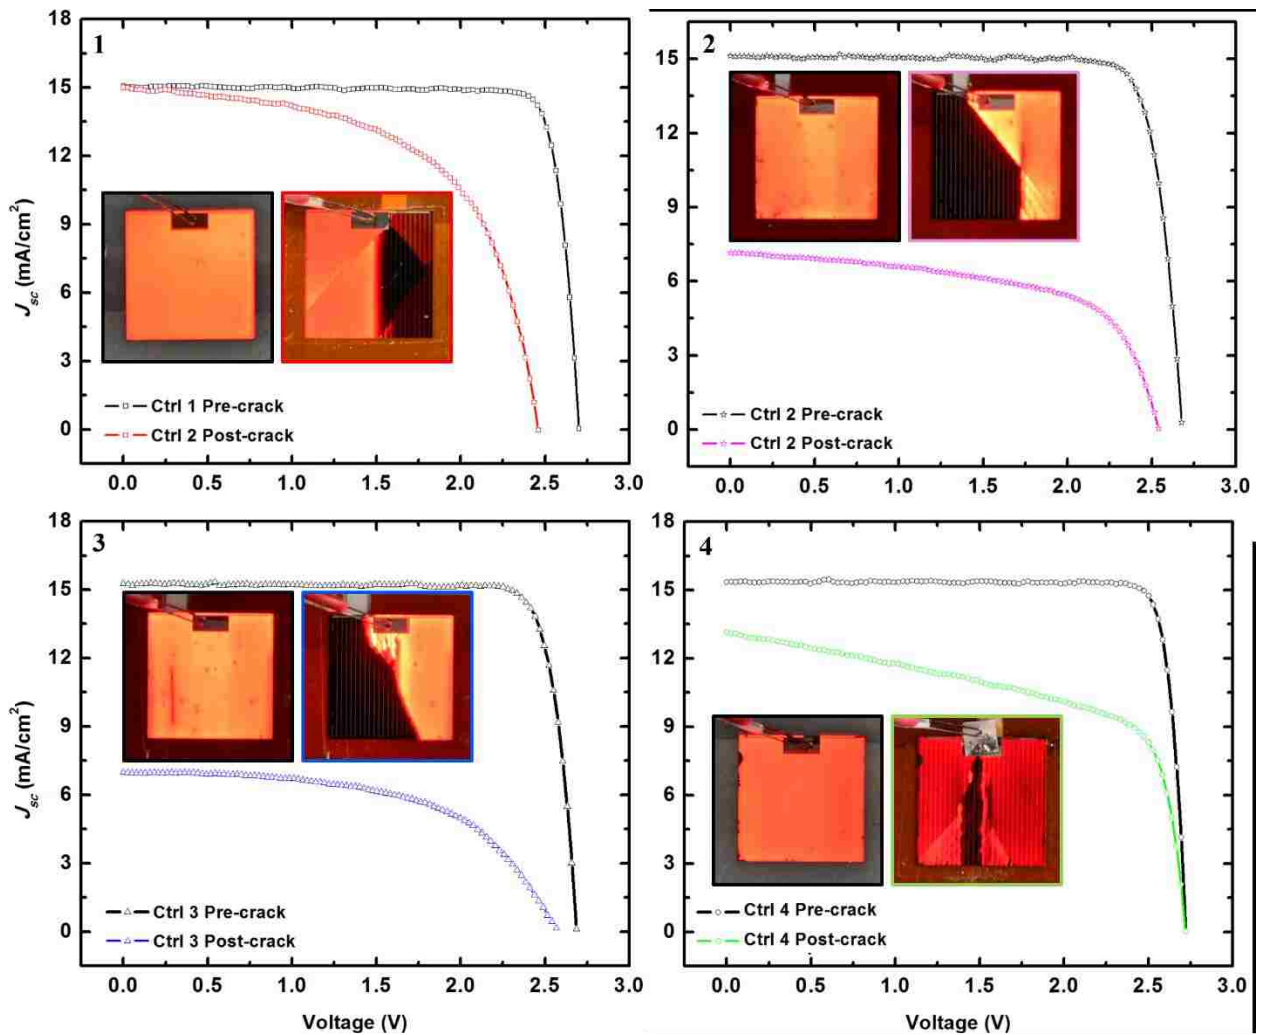 18
15
12
9
6
3
0
J_sc (mA/cm²)
1
Ctrl 1 Pre-crack
Ctrl 2 Post-crack
0.0 0.5 1.0 1.5 2.0 2.5 3.0
18
15
12
9
6
3
0
2
Ctrl 2 Pre-crack
Ctrl 2 Post-crack
0.0 0.5 1.0 1.5 2.0 2.5 3.0
18
15
12
9
6
3
0
J_sc (mA/cm²)
3
Ctrl 3 Pre-crack
Ctrl 3 Post-crack
0.0 0.5 1.0 1.5 2.0 2.5 3.0
Voltage (V)
18
15
12
9
6
3
0
4
Ctrl 4 Pre-crack
Ctrl 4 Post-crack
0.0 0.5 1.0 1.5 2.0 2.5 3.0
Voltage (V)